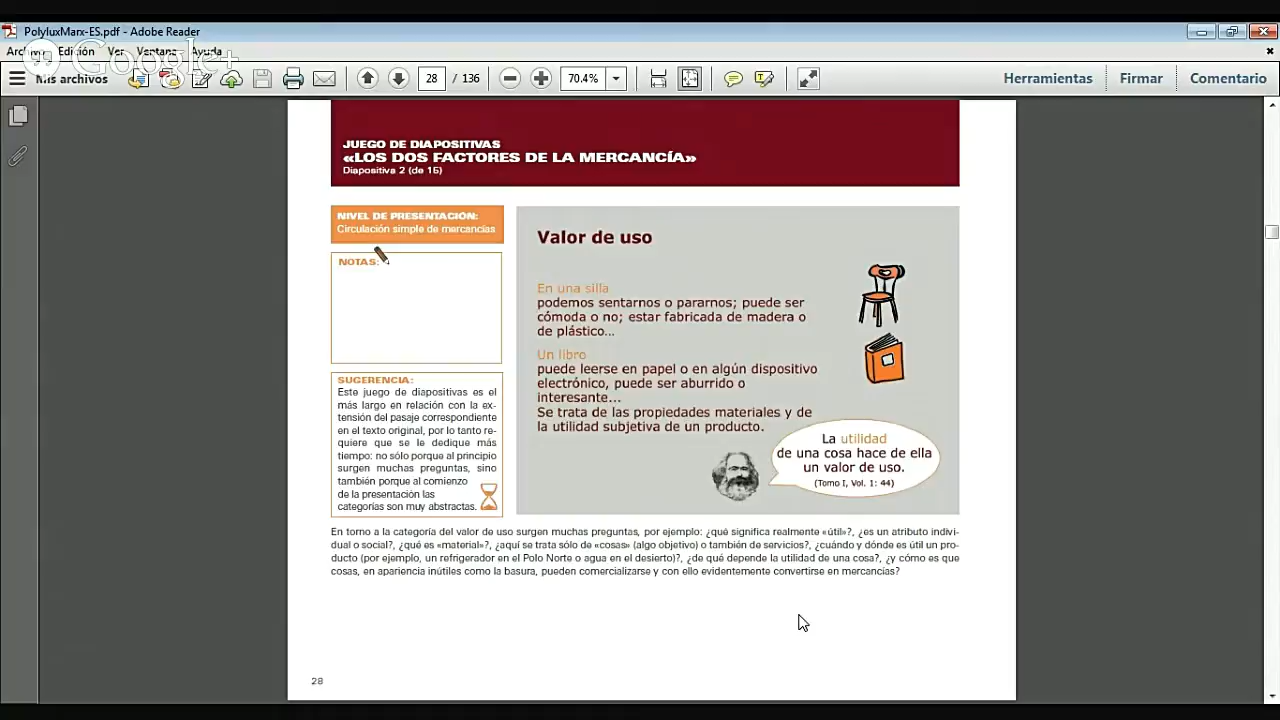 PolyluxMarx-ES.pdf - Adobe Reader
Archivo Edición Ver Ventana Ayuda
Google+
Mis archivos 28 / 136 70.4% Herramientas Firmar Comentario
JUEGO DE DIAPOSITIVAS
«LOS DOS FACTORES DE LA MERCANCÍA»
Diapositiva 2 (de 15)
NIVEL DE PRESENTACIÓN:
Circulación simple de mercancías
NOTAS:
SUGERENCIA:
Este juego de diapositivas es el
más largo en relación con la ex-
tensión del pasaje correspondiente
en el texto original, por lo tanto re-
quiere que se le dedique más
tiempo: no sólo porque al principio
surgen muchas preguntas, sino
también porque al comienzo
de la presentación las
categorías son muy abstractas.
Valor de uso
En una silla
podemos sentarnos o pararnos; puede ser
cómoda o no; estar fabricada de madera o
de plástico...
Un libro
puede leerse en papel o en algún dispositivo
electrónico, puede ser aburrido o
interesante...
Se trata de las propiedades materiales y de
la utilidad subjetiva de un producto.
La utilidad
de una cosa hace de ella
un valor de uso.
(Tomo I, Vol. 1: 44)
En torno a la categoría del valor de uso surgen muchas preguntas, por ejemplo: ¿qué significa realmente «útil»?, ¿es un atributo indivi-
dual o social?, ¿qué es «material»?, ¿aquí se trata sólo de «cosas» (algo objetivo) o también de servicios?, ¿cuándo y dónde es útil un pro-
ducto (por ejemplo, un refrigerador en el Polo Norte o agua en el desierto)?, ¿de qué depende la utilidad de una cosa?, ¿y cómo es que
cosas, en apariencia inútiles como la basura, pueden comercializarse y con ello evidentemente convertirse en mercancías?
28